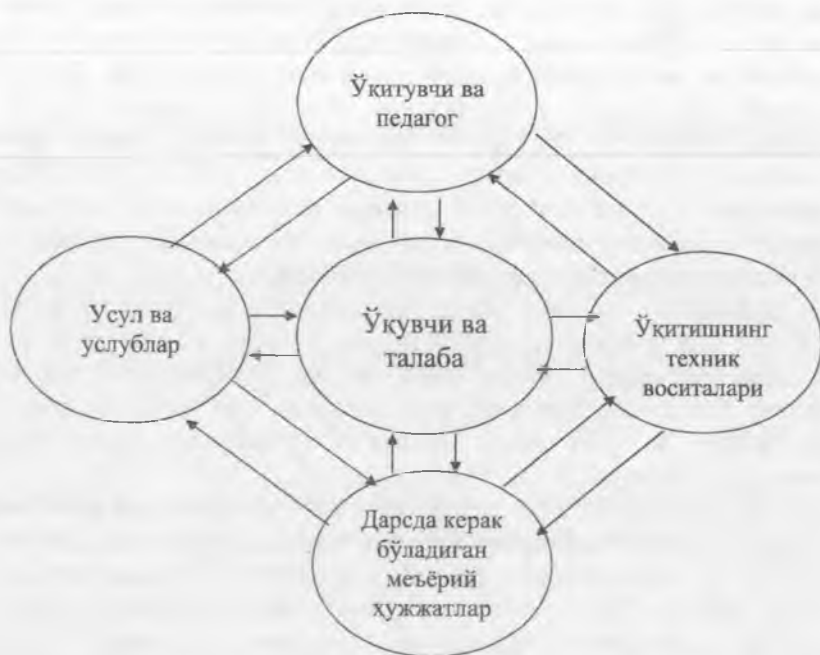 Ўқитувчи ва
педагог
Усул ва
услублар
Ўқувчи ва
талаба
Ўқитишнинг
техник
воситалари
Дарсда керак
бўладиган
меъёрий
ҳужжатлар